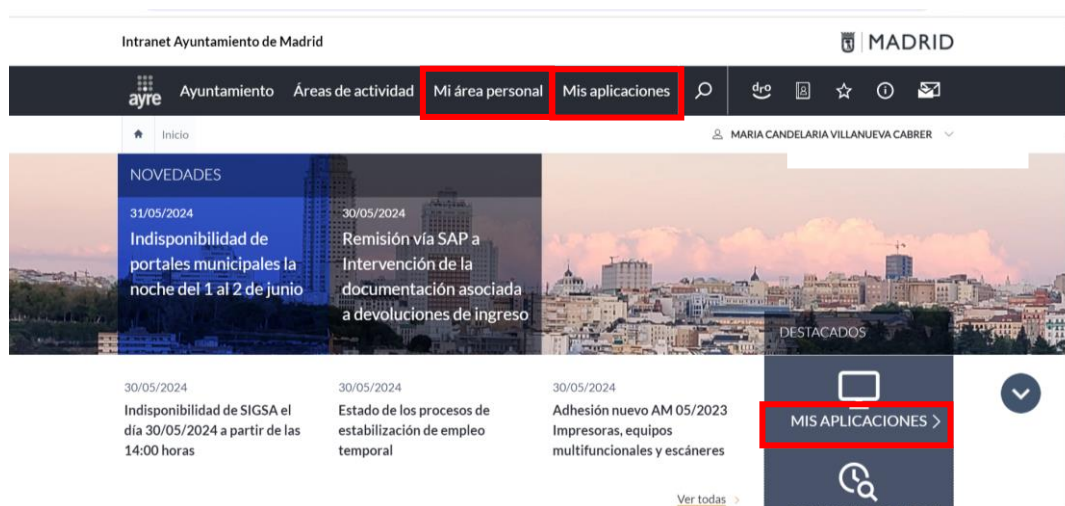 Intranet Ayuntamiento de Madrid
MADRID
ayre Ayuntamiento Áreas de actividad Mi área personal Mis aplicaciones dro
Inicio
MARIA CANDELARIA VILLANUEVA CABRER
NOVEDADES
31/05/2024
Indisponibilidad de
portales municipales la
noche del 1 al 2 de junio
30/05/2024
Remisión vía SAP a
Intervención de la
documentación asociada
a devoluciones de ingreso
DESTACADOS
30/05/2024
Indisponibilidad de SIGSA el
día 30/05/2024 a partir de las
14:00 horas
30/05/2024
Estado de los procesos de
estabilización de empleo
temporal
30/05/2024
Adhesión nuevo AM 05/2023
Impresoras, equipos
multifuncionales y escáneres
MIS APLICACIONES >
Ver todas >